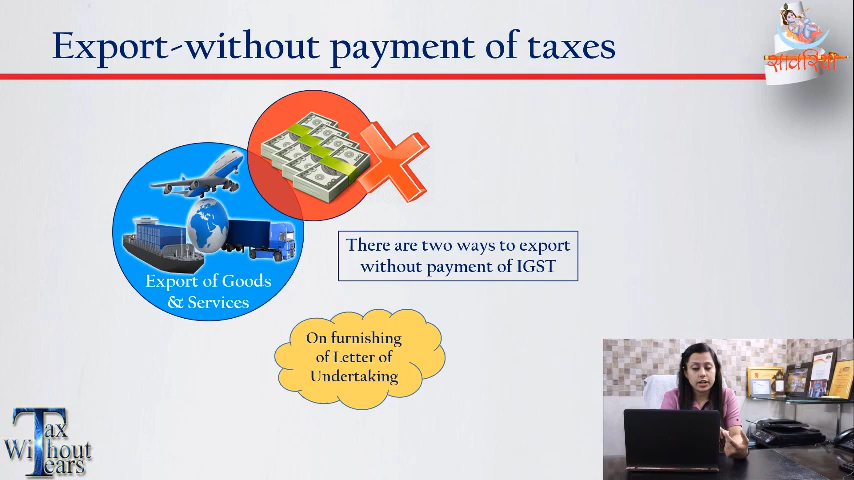 Export-without payment of taxes
सावरिया
There are two ways to export
without payment of IGST
Export of Goods
& Services
On furnishing
of Letter of
Undertaking
Tax
Without
Tears